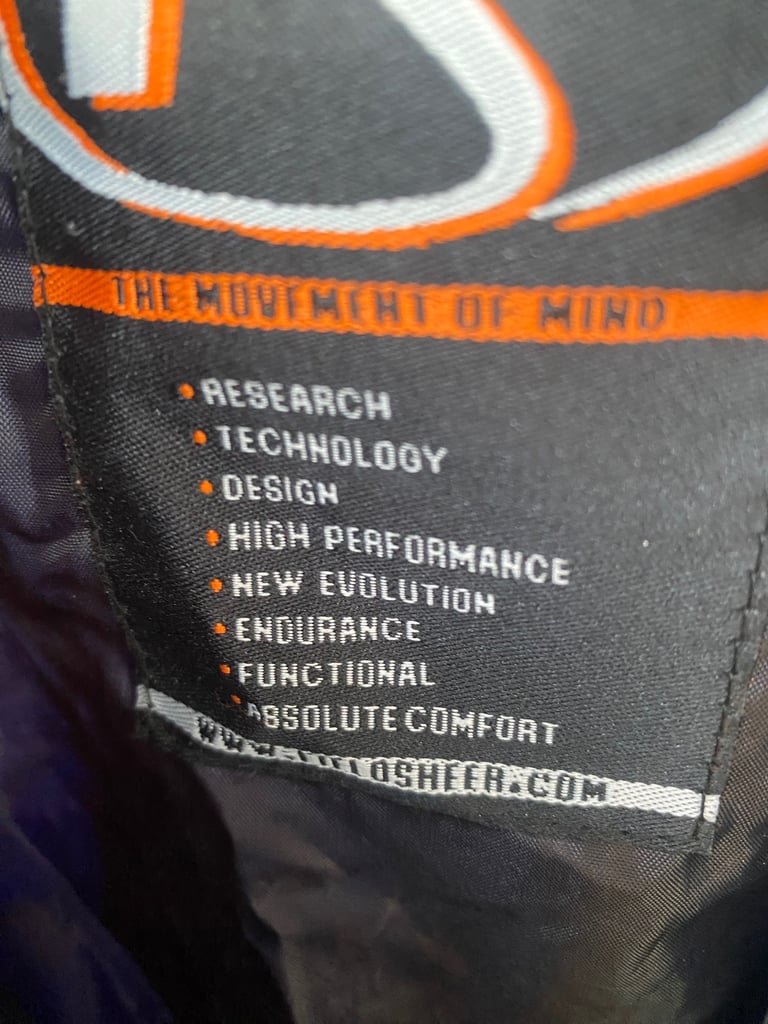 THE MOVEMENT OF MIND
• RESEARCH
• TECHNOLOGY
• DESIGN
• HIGH PERFORMANCE
• NEW EVOLUTION
• ENDURANCE
• FUNCTIONAL
• ABSOLUTE COMFORT